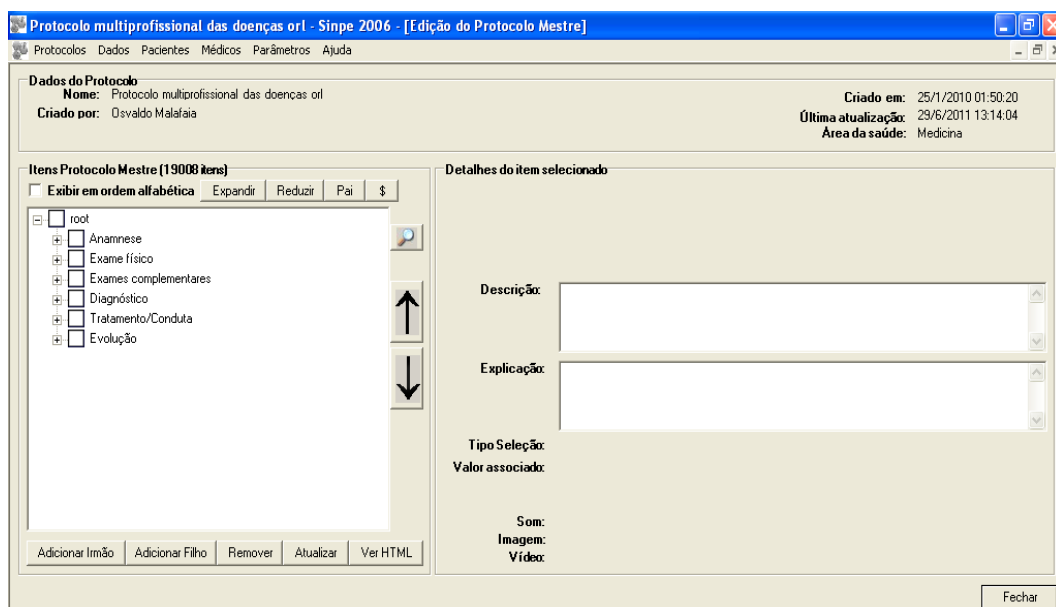 Protocolo multiprofissional das doenças orl - Sinpe 2006 - [Edição do Protocolo Mestre]
Protocolos Dados Pacientes Médicos Parâmetros Ajuda
Dados do Protocolo
Nome: Protocolo multiprofissional das doenças orl
Criado por: Osvaldo Malafaia
Criado em: 25/1/2010 01:50:20
Última atualização: 29/6/2011 13:14:04
Área da saúde: Medicina
Itens Protocolo Mestre (19008 itens)
Exibir em ordem alfabética Expandir Reduzir Pai $
root
Anamnese
Exame físico
Exames complementares
Diagnóstico
Tratamento/Conduta
Evolução
Adicionar Irmão Adicionar Filho Remover Atualizar Ver HTML
Detalhes do item selecionado
Descrição:
Explicação:
Tipo Seleção:
Valor associado:
Som:
Imagem:
Vídeo:
Fechar